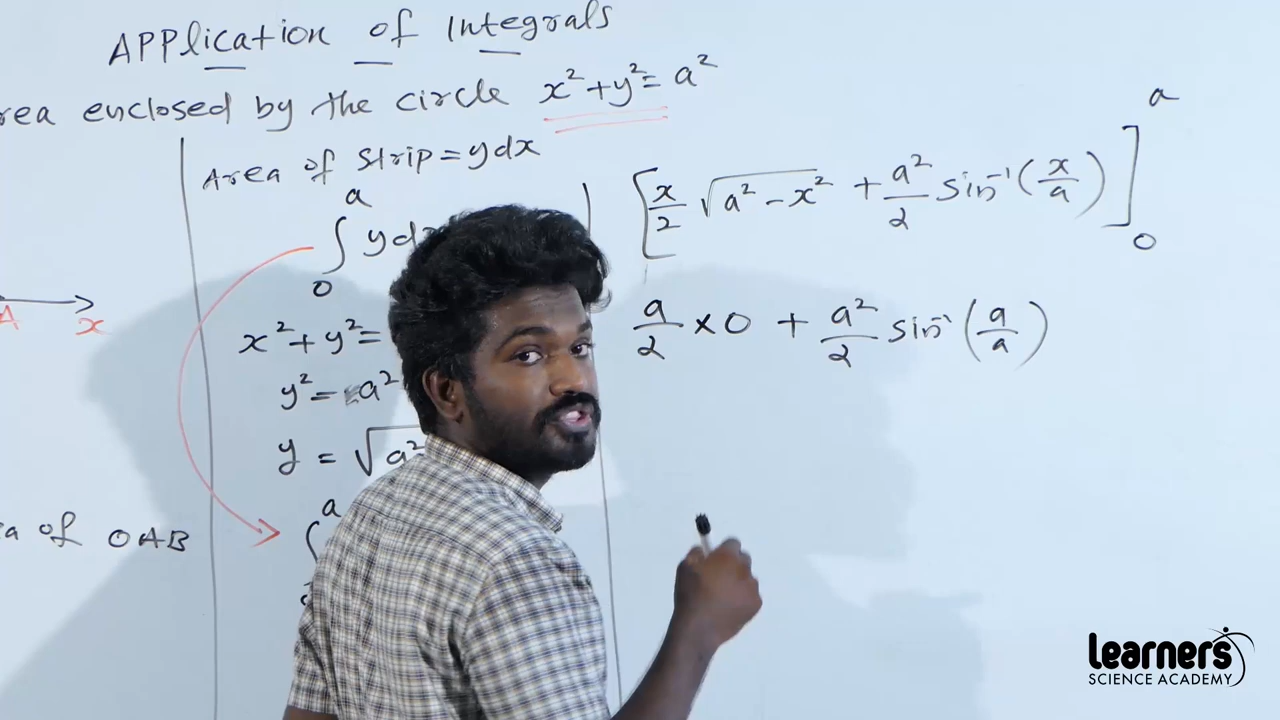 APPlication of Integrals
rea enclosed by the circle x²+y²= a²
A x
a of OAB
Area of strip = ydx
∫₀ᵃ yd
x²+y²=
y² = a²
y = √a²
a
∫
[x/2 √a²-x² + a²/2 sin⁻¹(x/a)]₀ᵃ
a/2 × 0 + a²/2 sin⁻¹(a/a)
Learners
SCIENCE ACADEMY